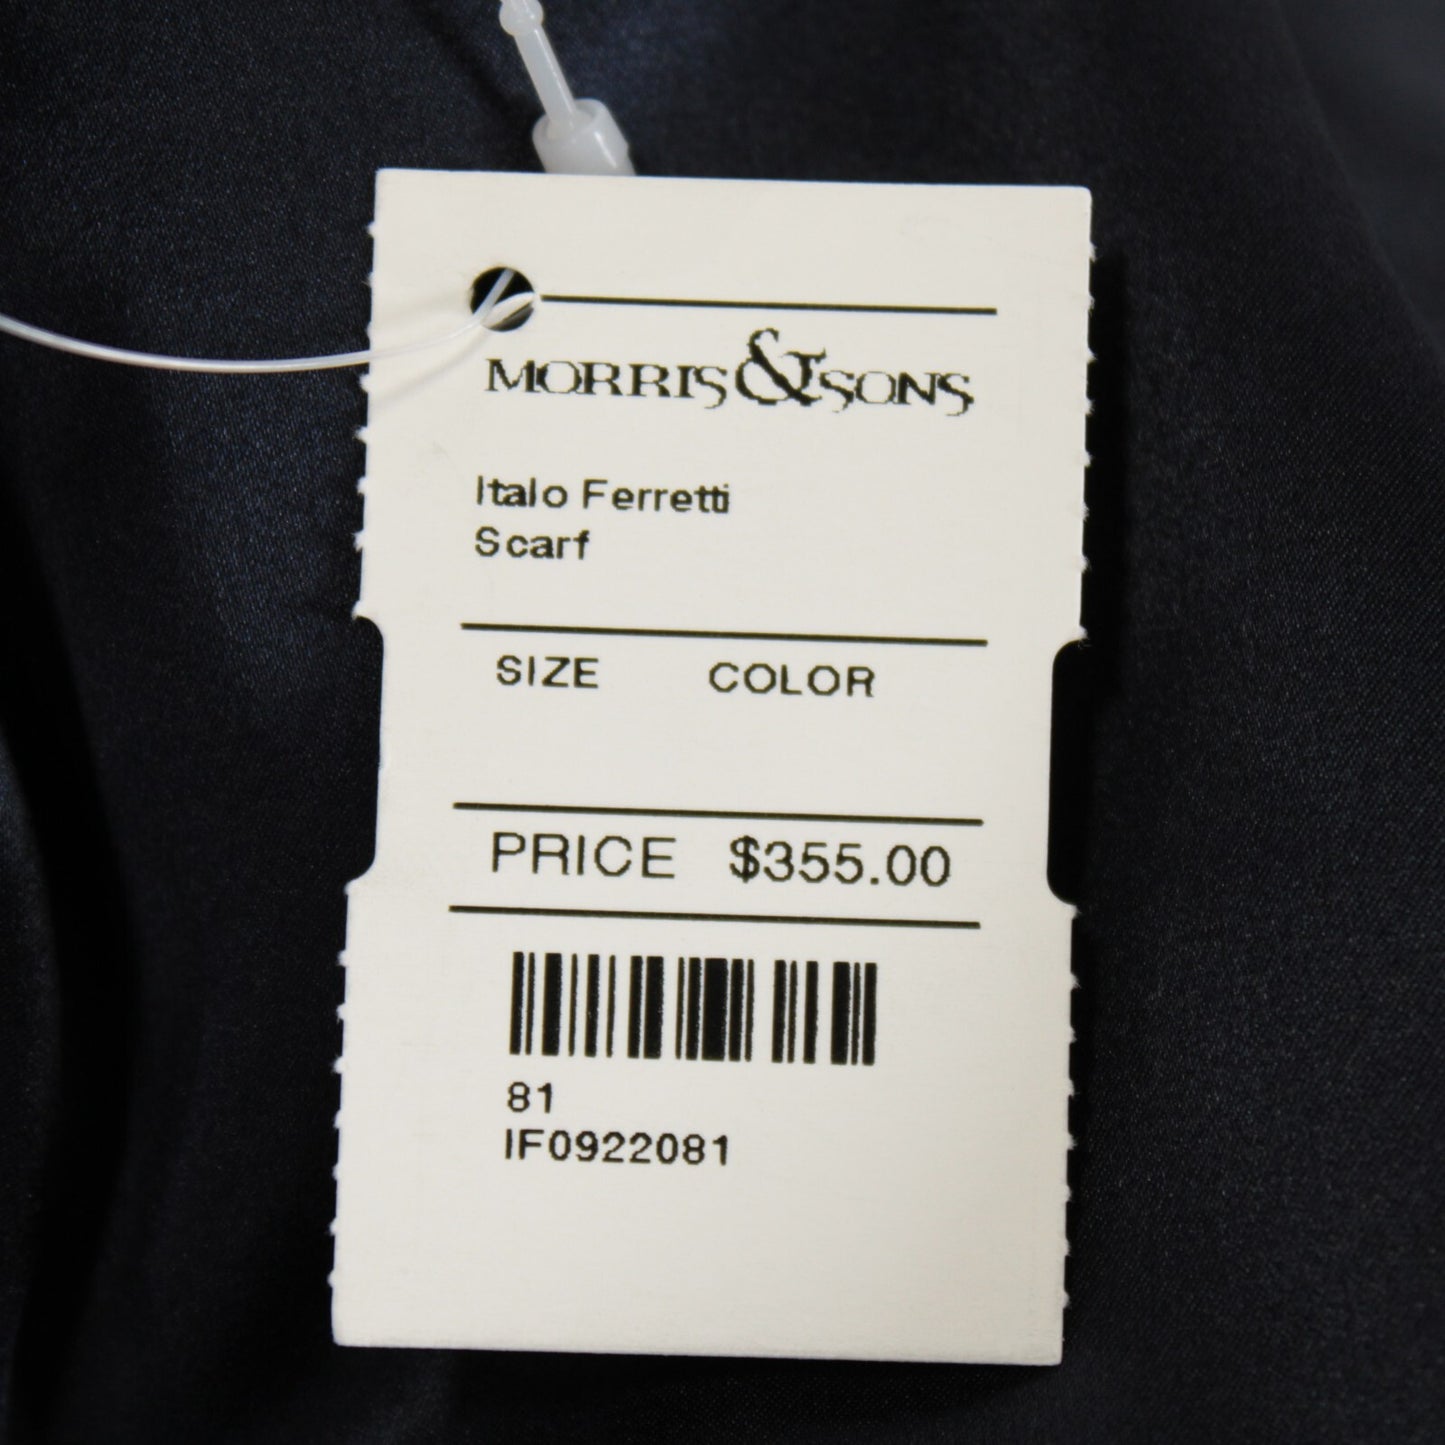 MORRIS & SONS
Italo Ferretti
Scarf
SIZE COLOR
PRICE $355.00
81
IF0922081